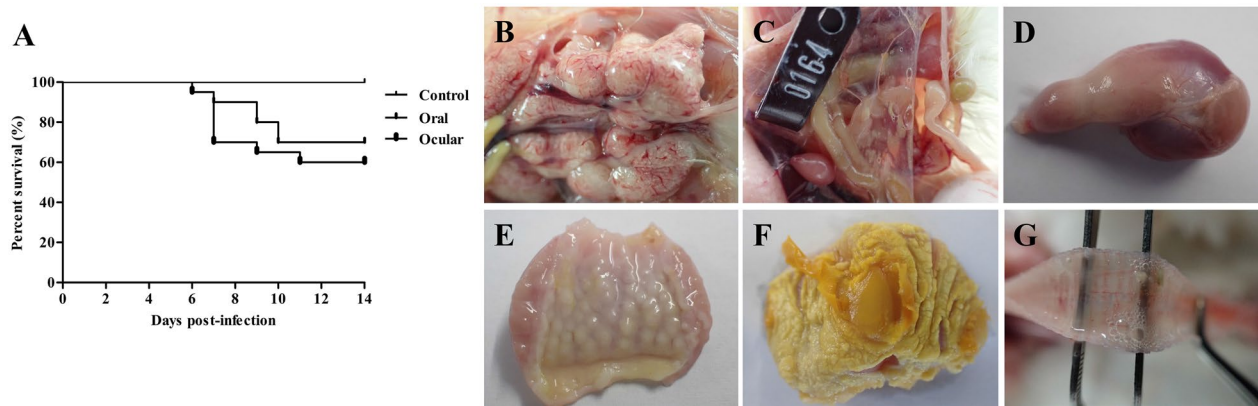 A
100
80
60
40
20
0
Percent survival (%)
0 2 4 6 8 10 12 14
Days post-infection
Control
Oral
Ocular
B
C
0164
D
E
F
G